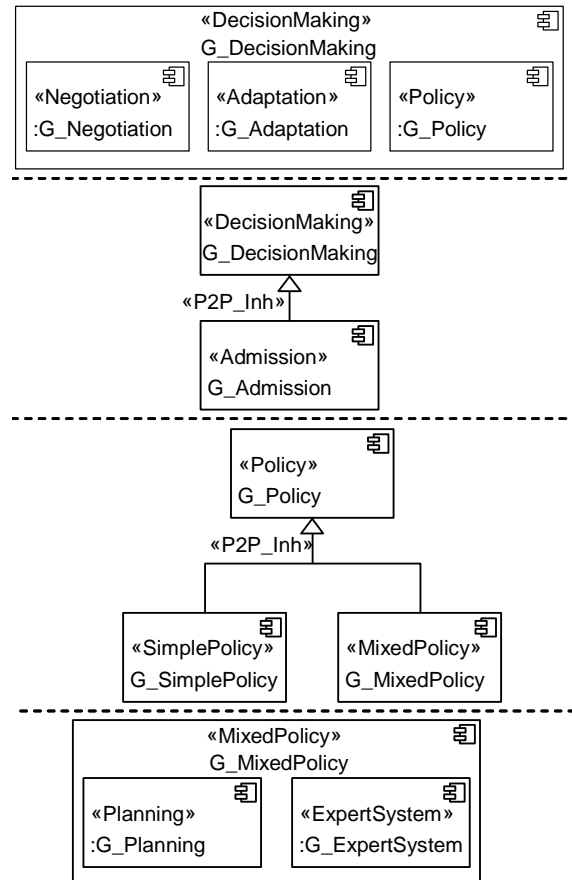 «DecisionMaking»
G_DecisionMaking
«Negotiation» «Adaptation» «Policy»
:G_Negotiation :G_Adaptation :G_Policy
«DecisionMaking»
G_DecisionMaking
«P2P_Inh»
«Admission»
G_Admission
«Policy»
G_Policy
«P2P_Inh»
«SimplePolicy» «MixedPolicy»
G_SimplePolicy G_MixedPolicy
«MixedPolicy»
G_MixedPolicy
«Planning» «ExpertSystem»
:G_Planning :G_ExpertSystem